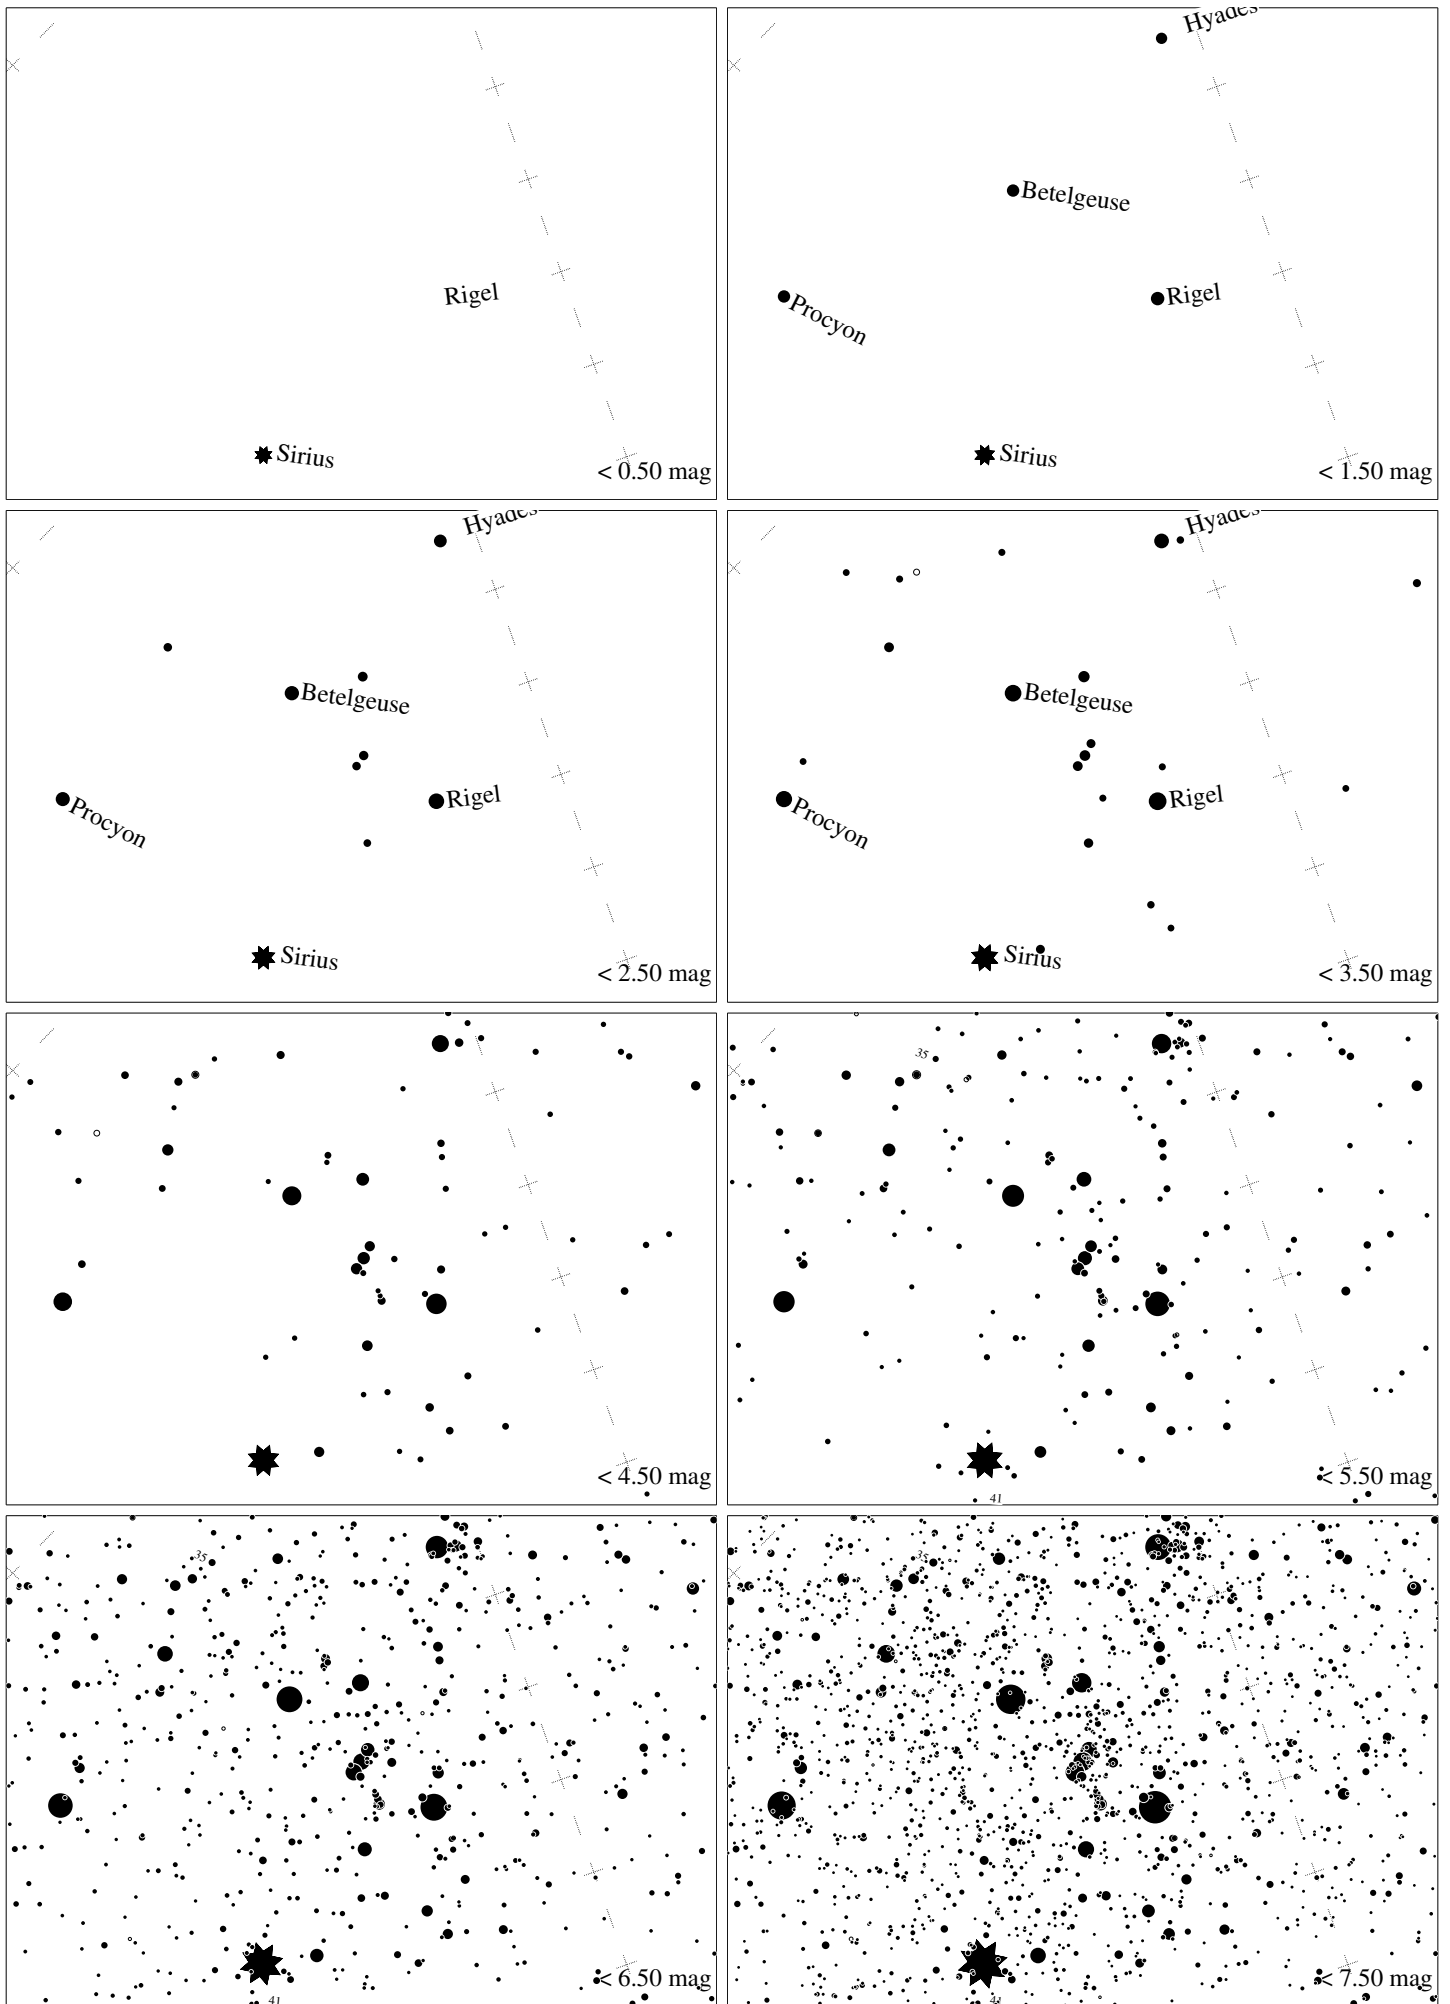 Rigel
Sirius
< 0.50 mag
Hyades
Betelgeuse
Rigel
Procyon
Sirius
< 1.50 mag
Hyades
Betelgeuse
Rigel
Procyon
Sirius
< 2.50 mag
Hyades
Betelgeuse
Rigel
Procyon
Sirius
< 3.50 mag
< 4.50 mag
35
< 5.50 mag
41
35
< 6.50 mag
41
35
< 7.50 mag
41